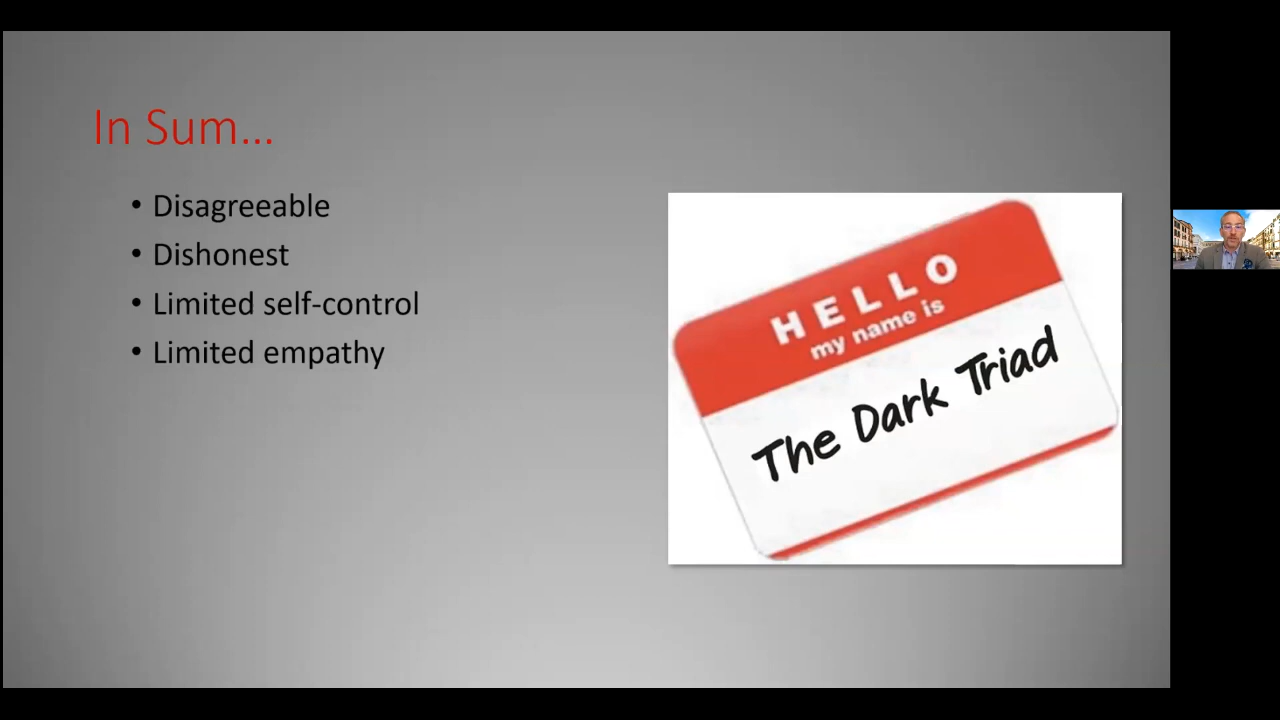 In Sum...
• Disagreeable
• Dishonest
• Limited self-control
• Limited empathy
HELLO
my name is
The Dark Triad